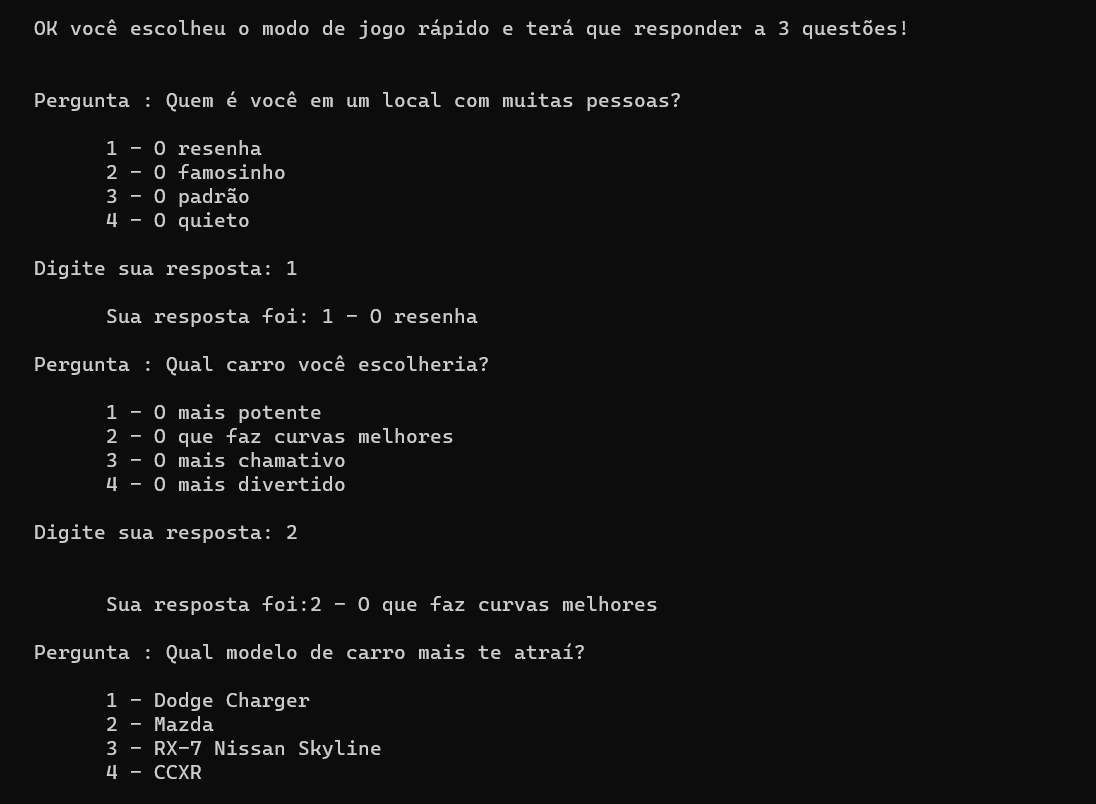 OK você escolheu o modo de jogo rápido e terá que responder a 3 questões!
Pergunta : Quem é você em um local com muitas pessoas?
1 - O resenha
2 - O famosinho
3 - O padrão
4 - O quieto
Digite sua resposta: 1
Sua resposta foi: 1 - O resenha
Pergunta : Qual carro você escolheria?
1 - O mais potente
2 - O que faz curvas melhores
3 - O mais chamativo
4 - O mais divertido
Digite sua resposta: 2
Sua resposta foi:2 - O que faz curvas melhores
Pergunta : Qual modelo de carro mais te atraí?
1 - Dodge Charger
2 - Mazda
3 - RX-7 Nissan Skyline
4 - CCXR